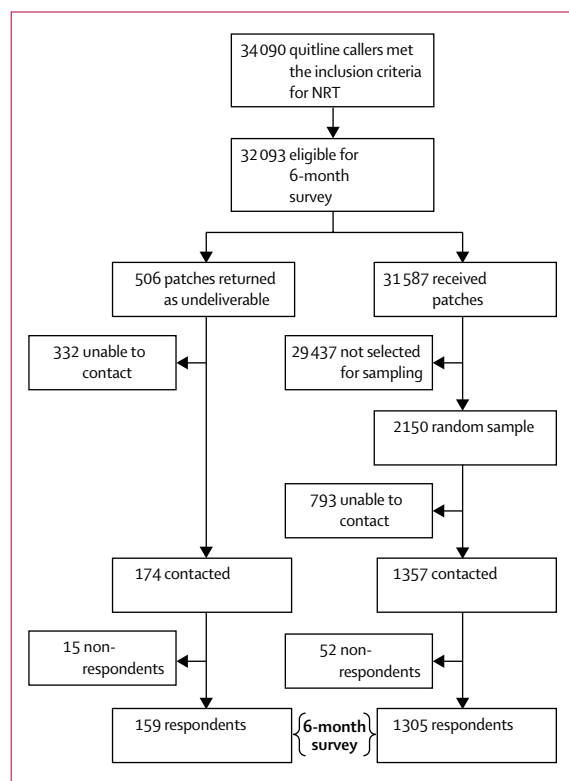 34 090 quitline callers met
the inclusion criteria
for NRT
32 093 eligible for
6-month
survey
506 patches returned
as undeliverable
31 587 received
patches
332 unable to
contact
29 437 not selected
for sampling
2150 random sample
793 unable to
contact
174 contacted
1357 contacted
15 non-
respondents
52 non-
respondents
159 respondents
6-month
survey
1305 respondents